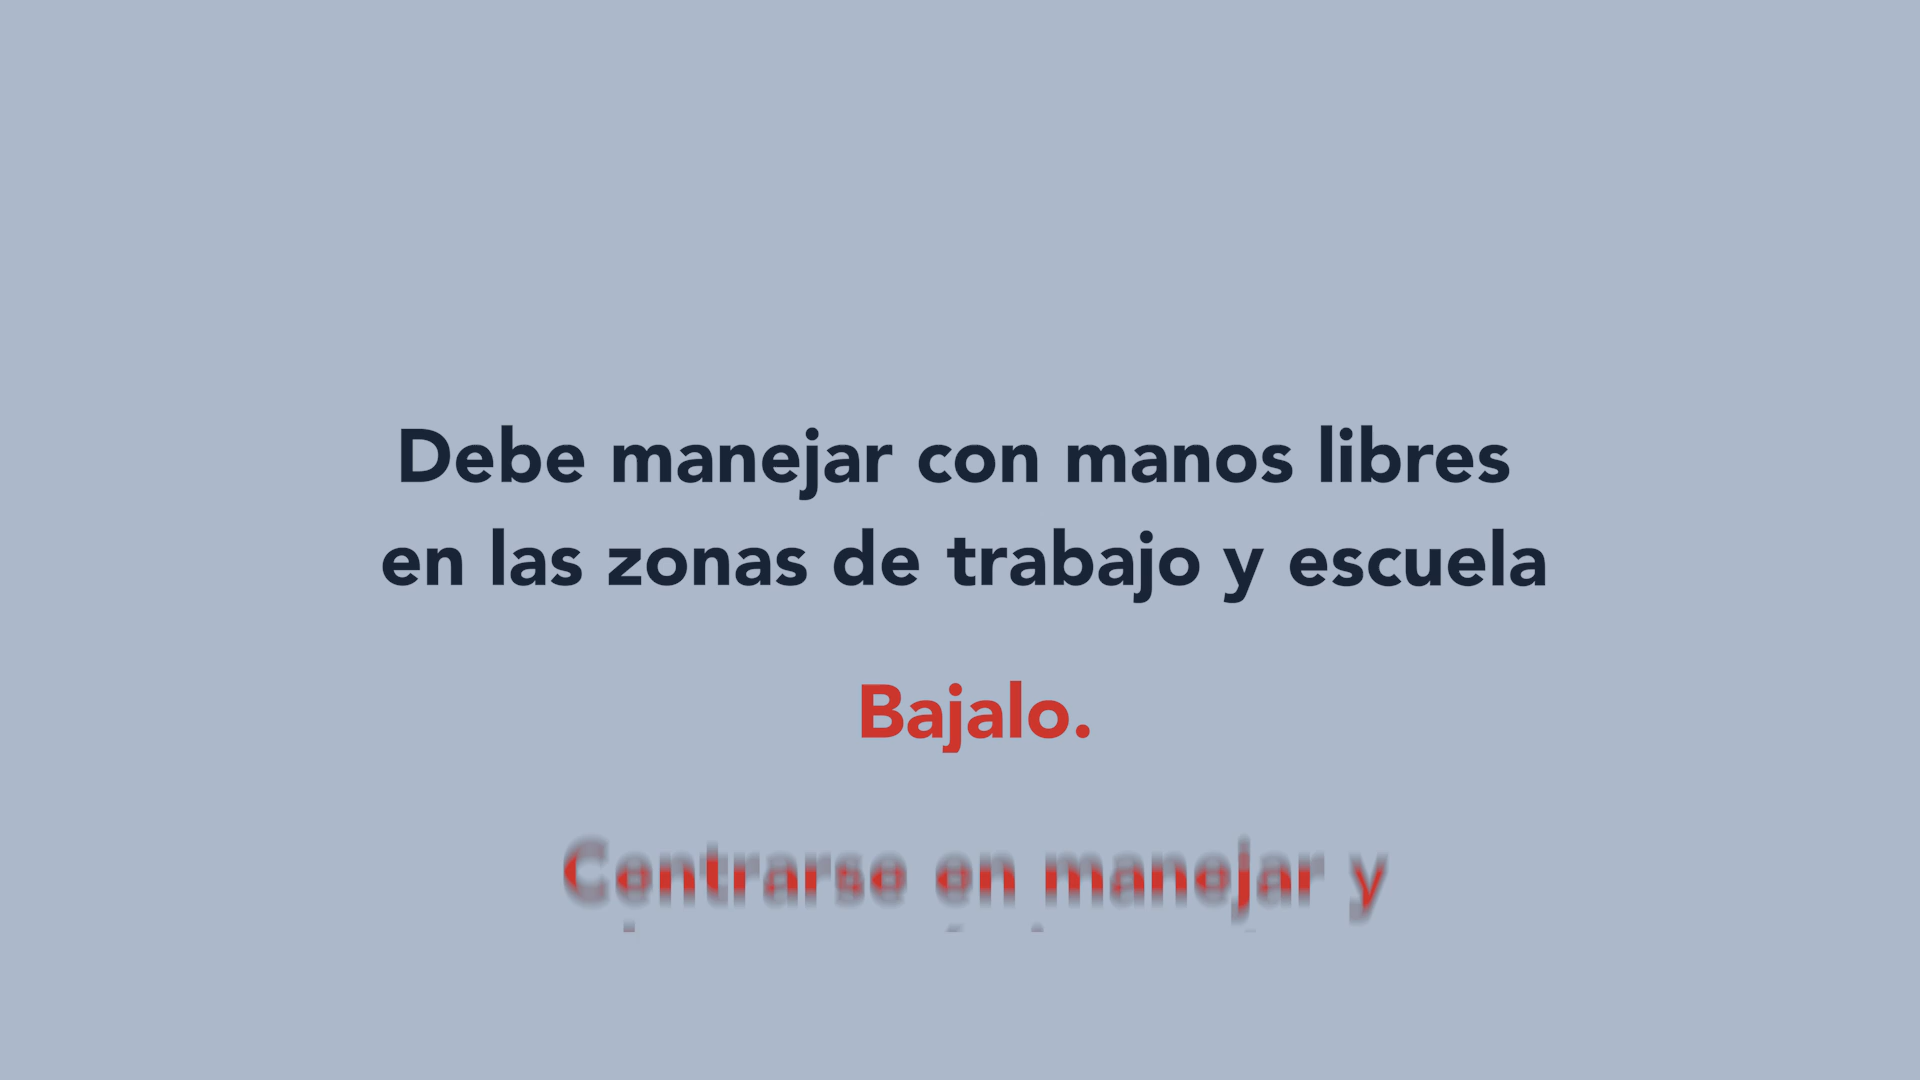 Debe manejar con manos libres
en las zonas de trabajo y escuela
Bajalo.
Centrarse en manejar y